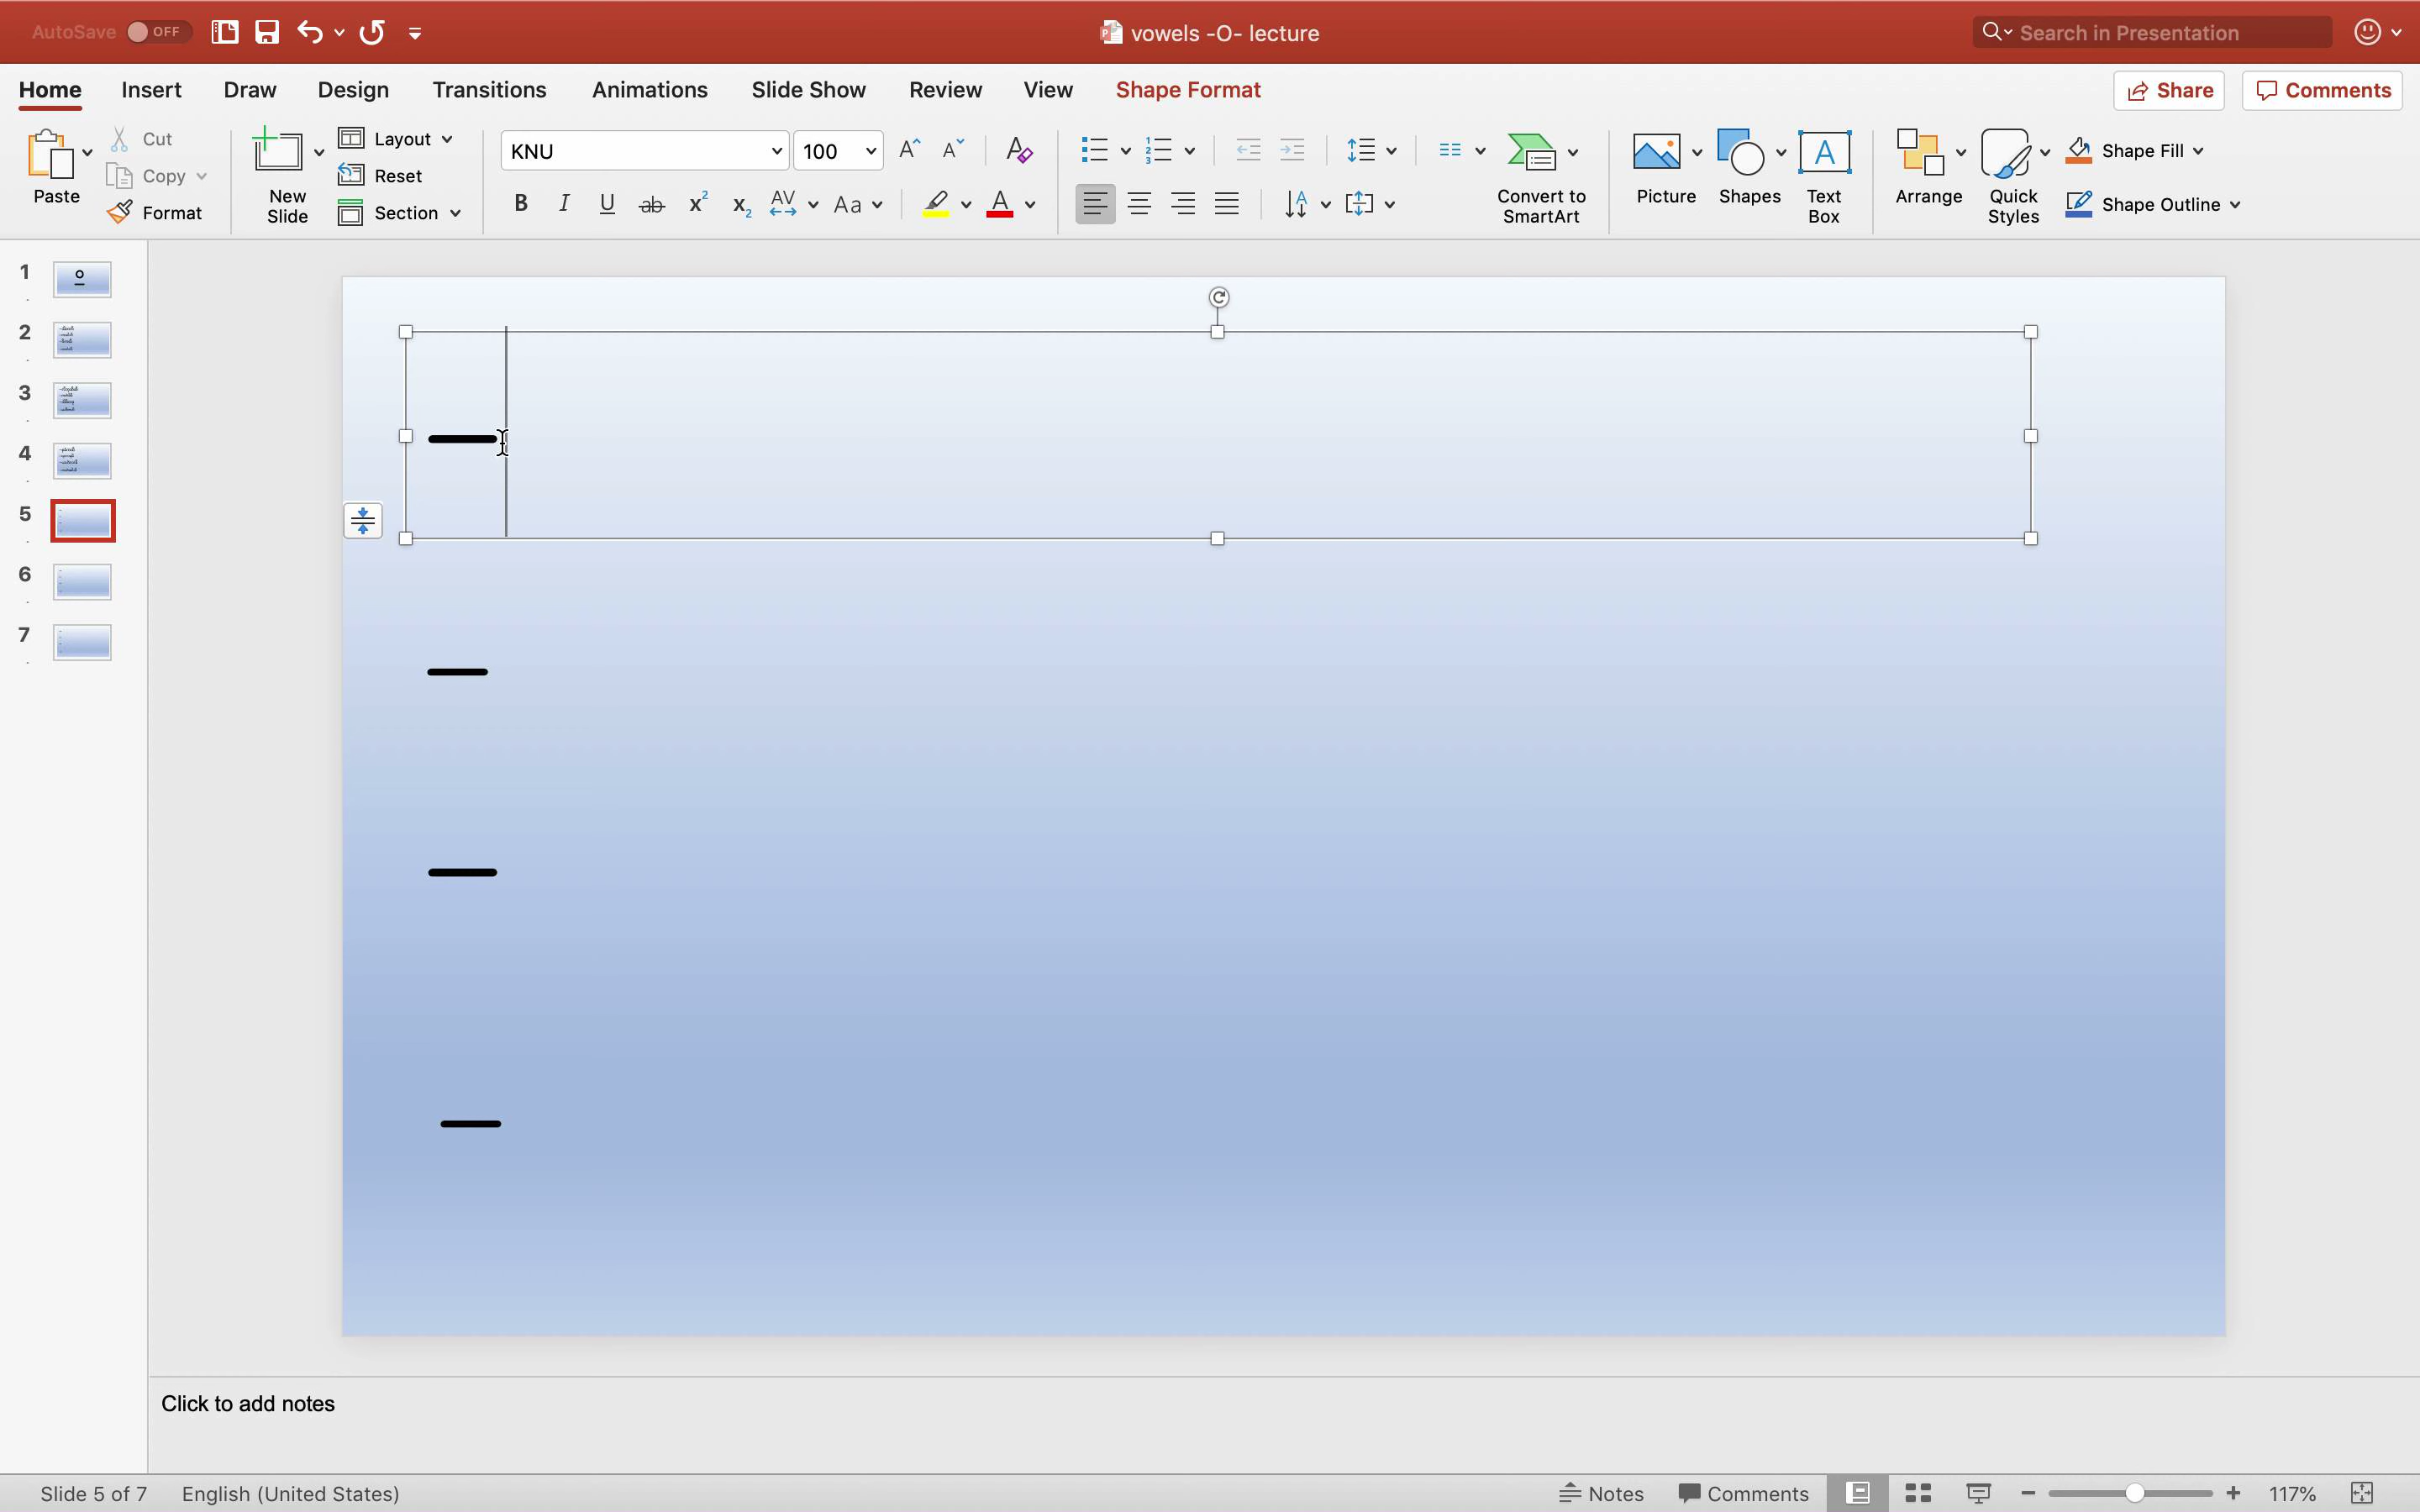 AutoSave OFF
vowels -O- lecture
Search in Presentation
Home Insert Draw Design Transitions Animations Slide Show Review View Shape Format
Share Comments
Paste
Cut
Copy
Format
New Slide
Layout
Reset
Section
KNU 100
Convert to SmartArt
Picture Shapes Text Box
Arrange Quick Styles
Shape Fill
Shape Outline
1
2
3
4
5
6
7
—
—
—
—
Click to add notes
Slide 5 of 7 English (United States)
Notes Comments 117%